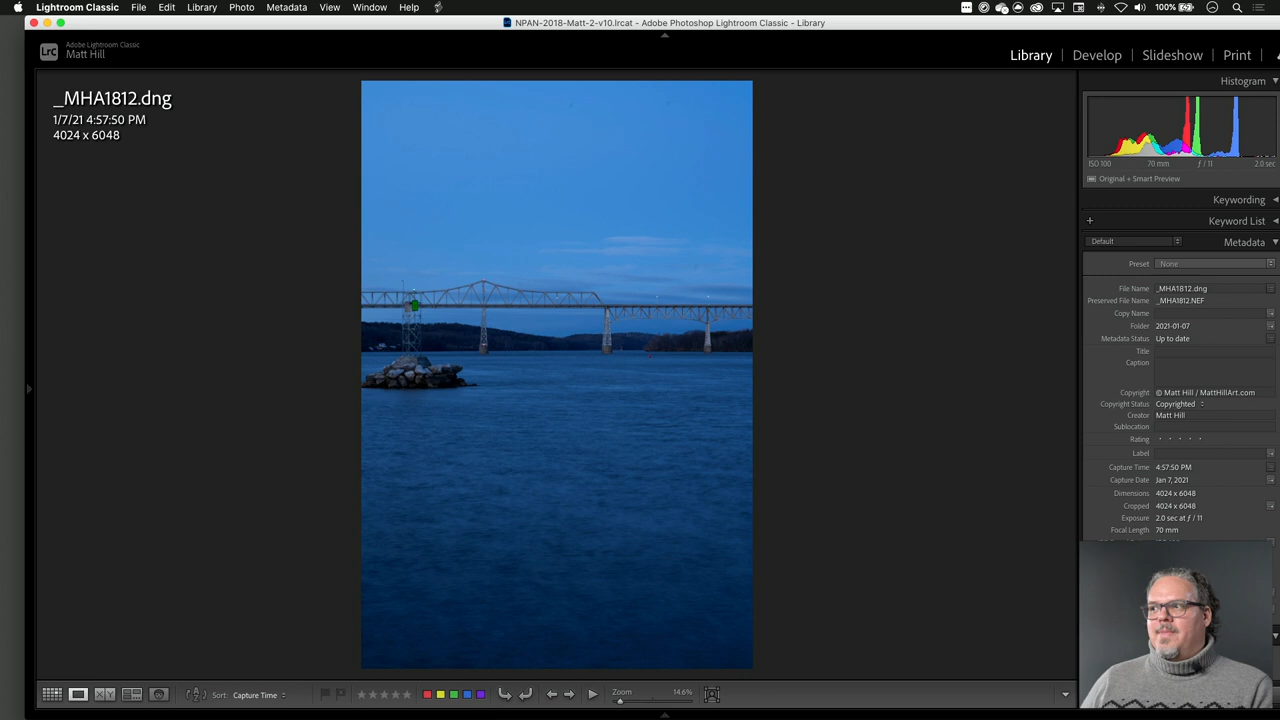 Lightroom Classic File Edit Library Photo Metadata View Window Help 100%
NPAN-2018-Matt-2-v10.lrcat - Adobe Photoshop Lightroom Classic - Library
LrC Adobe Lightroom Classic
Matt Hill
Library Develop Slideshow Print
_MHA1812.dng
1/7/21 4:57:50 PM
4024 x 6048
Histogram
ISO 100 70 mm ƒ / 11 2.0 sec
Original + Smart Preview
Keywording
+ Keyword List
Default Metadata
Preset None
File Name _MHA1812.dng
Preserved File Name _MHA1812.NEF
Copy Name
Folder 2021-01-07
Metadata Status Up to date
Title
Caption
Copyright © Matt Hill / MattHillArt.com
Copyright Status Copyrighted
Creator Matt Hill
Sublocation
Rating
Label
Capture Time 4:57:50 PM
Capture Date Jan 7, 2021
Dimensions 4024 x 6048
Cropped 4024 x 6048
Exposure 2.0 sec at ƒ / 11
Focal Length 70 mm
XY Sort: Capture Time Zoom 14.6%